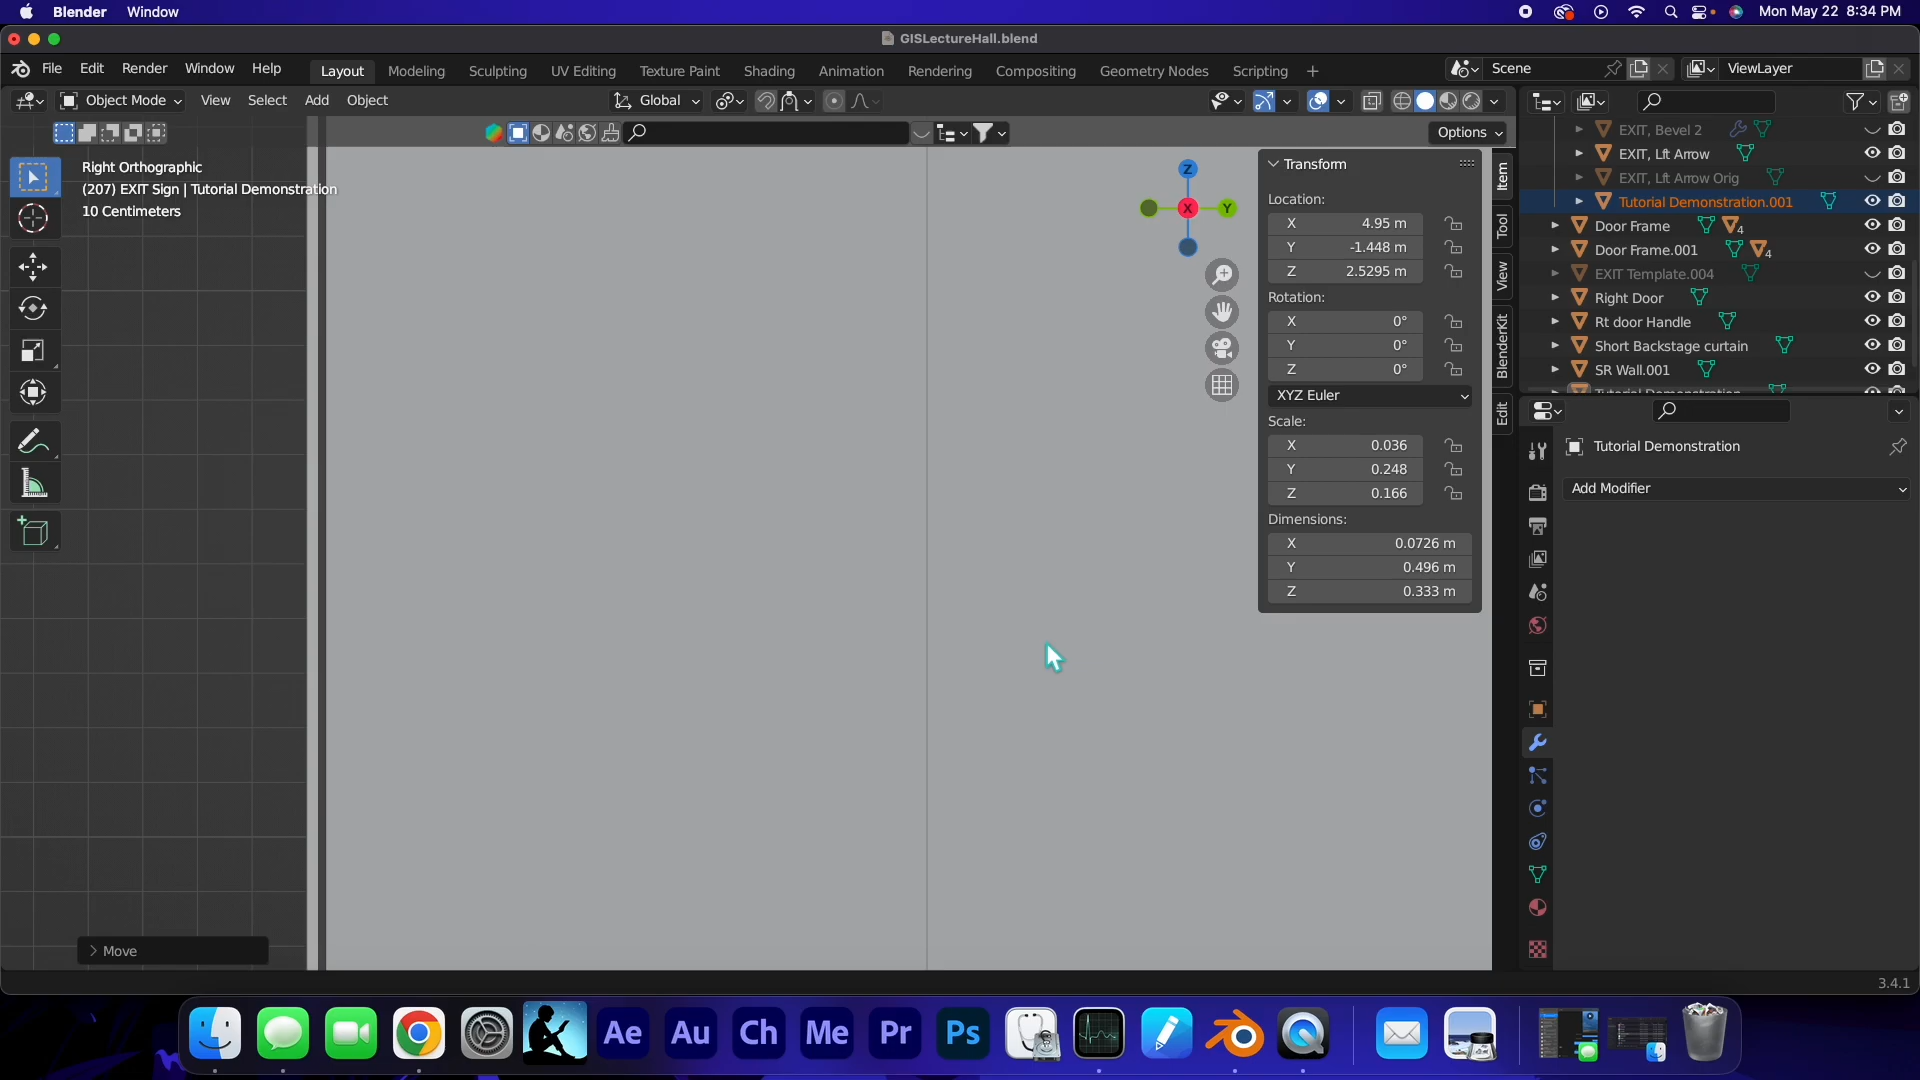 Blender Window Mon May 22 8:34 PM
GISLectureHall.blend
File Edit Render Window Help Layout Modeling Sculpting UV Editing Texture Paint Shading Animation Rendering Compositing Geometry Nodes Scripting + Scene ViewLayer
Object Mode View Select Add Object Global
Options
Right Orthographic
(207) EXIT Sign | Tutorial Demonstration
10 Centimeters
Z
X
Y
Transform
Location:
X 4.95 m
Y -1.448 m
Z 2.5295 m
Rotation:
X 0°
Y 0°
Z 0°
XYZ Euler
Scale:
X 0.036
Y 0.248
Z 0.166
Dimensions:
X 0.0726 m
Y 0.496 m
Z 0.333 m
Item
Tool
View
BlenderKit
Edit
EXIT, Bevel 2
EXIT, Lft Arrow
EXIT, Lft Arrow Orig
Tutorial Demonstration.001
Door Frame 4
Door Frame.001 4
EXIT Template.004
Right Door
Rt door Handle
Short Backstage curtain
SR Wall.001
Tutorial Demonstration
Add Modifier
Move
3.4.1
Ae Au Ch Me Pr Ps